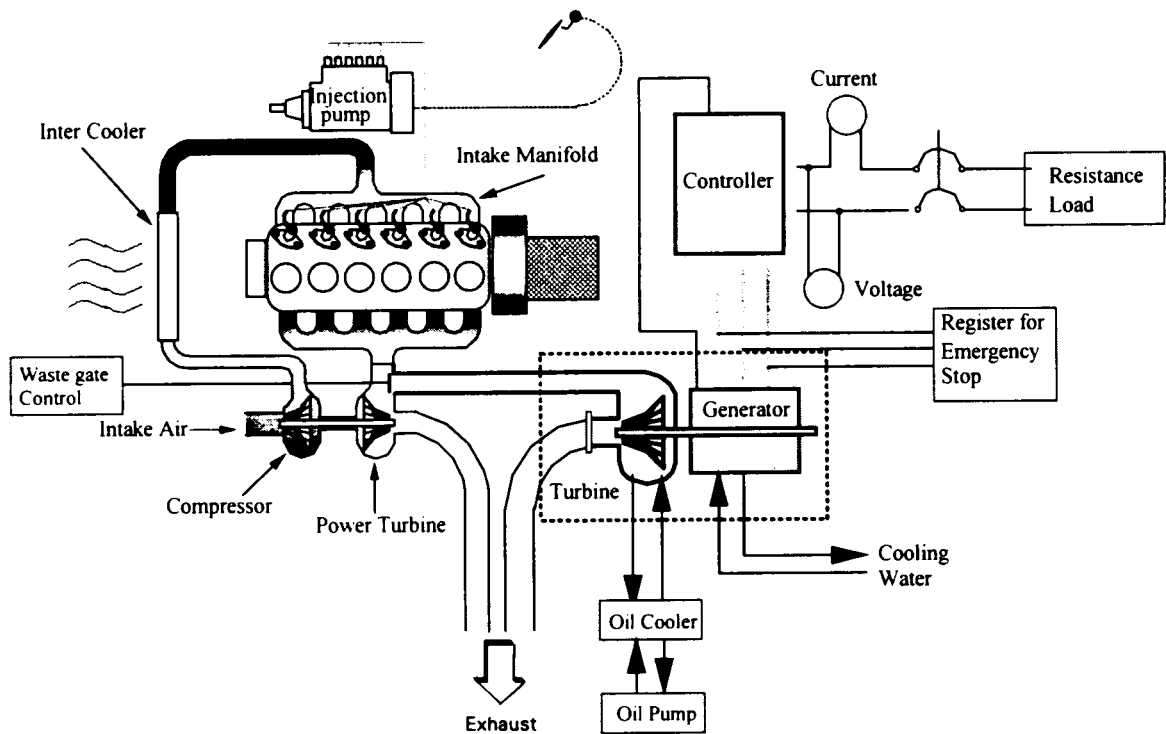 Current
Injection
pump
Inter Cooler
Intake Manifold
Controller
Resistance
Load
Voltage
Register for
Emergency
Stop
Waste gate
Control
Generator
Intake Air
Turbine
Compressor
Power Turbine
Cooling
Water
Oil Cooler
Oil Pump
Exhaust